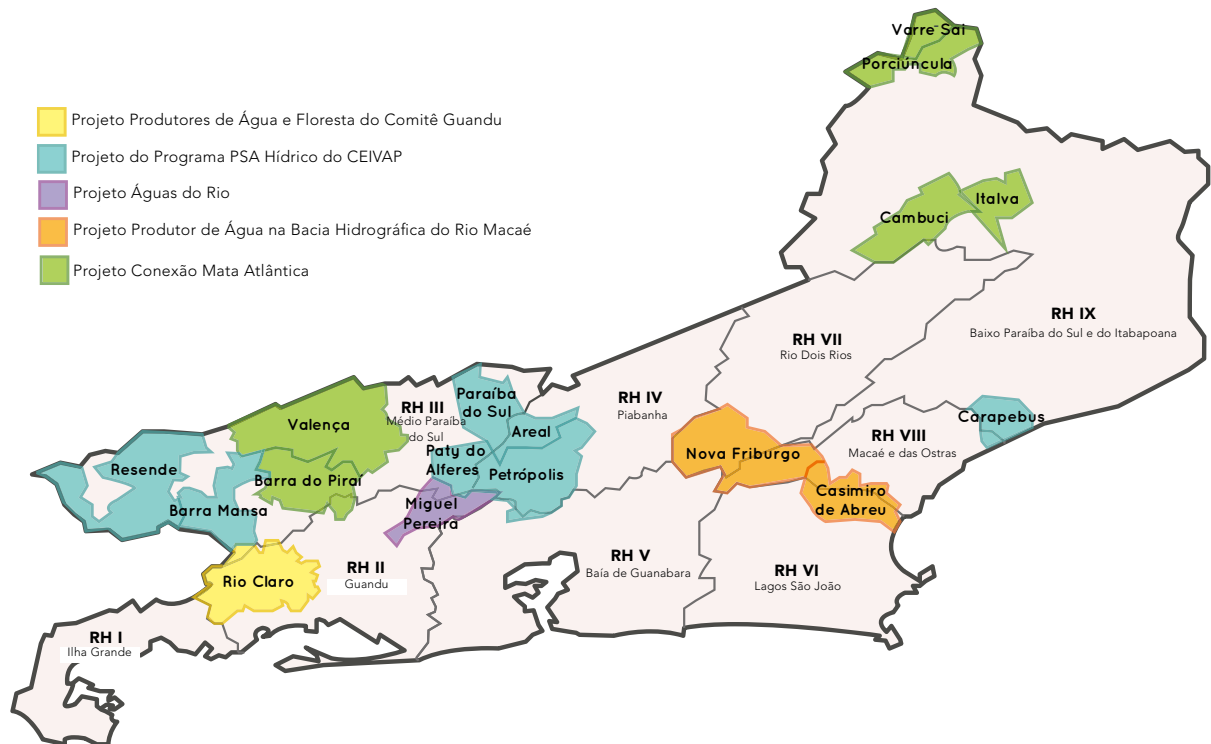 Varre-Sai
Porciúncula
Projeto Produtores de Água e Floresta do Comitê Guandu
Projeto do Programa PSA Hídrico do CEIVAP
Projeto Águas do Rio
Projeto Produtor de Água na Bacia Hidrográfica do Rio Macaé
Projeto Conexão Mata Atlântica
Italva
Cambuci
RH IX
Baixo Paraíba do Sul e do Itabapoana
RH VII
Rio Dois Rios
RH IV
Piabanha
RH III
Médio Paraíba
do Sul
Paraíba
do Sul
Valença
Areal
Carapebus
RH VIII
Macaé e das Ostras
Paty do
Alferes
Petrópolis
Nova Friburgo
Resende
Barra do Piraí
Barra Mansa
Miguel
Pereira
Casimiro
de Abreu
RH V
Baía de Guanabara
RH VI
Lagos São João
RH II
Guandu
Rio Claro
RH I
Ilha Grande